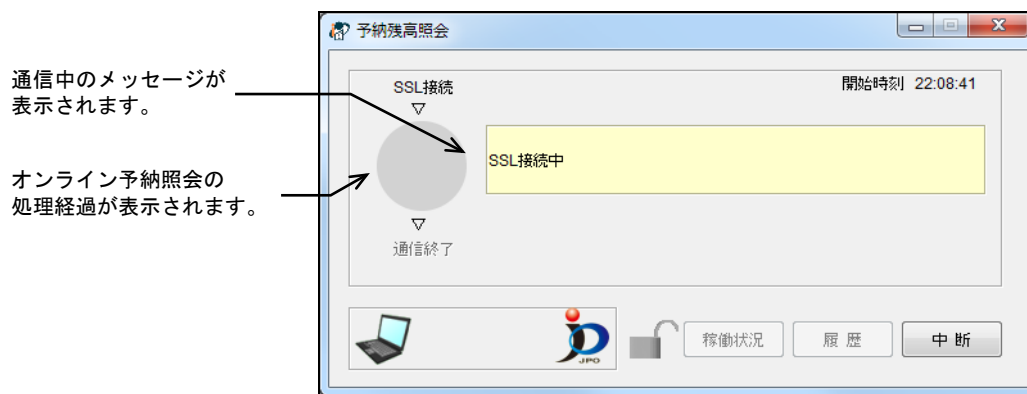 予納残高照会
通信中のメッセージが
表示されます。
オンライン予納照会の
処理経過が表示されます。
SSL接続
▽
開始時刻 22:08:41
SSL接続中
▽
通信終了
JPO
稼働状況
履 歴
中 断